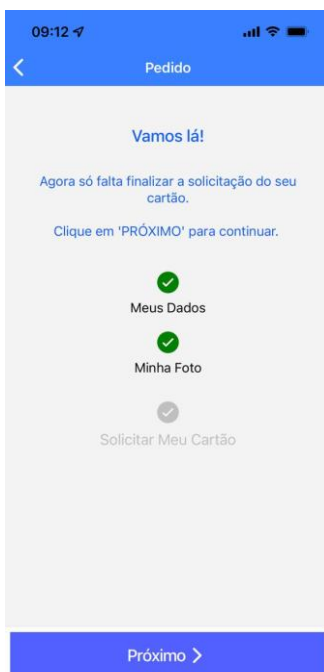 09:12
Pedido
Vamos lá!
Agora só falta finalizar a solicitação do seu
cartão.
Clique em 'PRÓXIMO' para continuar.
Meus Dados
Minha Foto
Solicitar Meu Cartão
Próximo